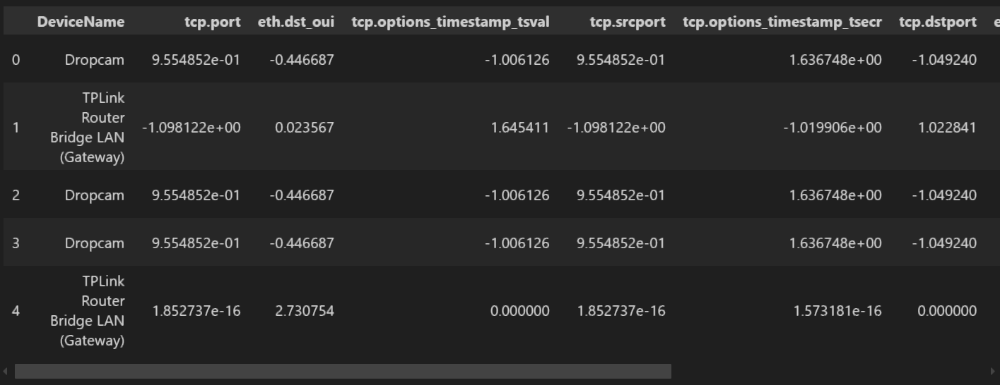 DeviceName tcp.port eth.dst_oui tcp.options_timestamp_tsval tcp.srcport tcp.options_timestamp_tsecr tcp.dstport e
0 Dropcam 9.554852e-01 -0.446687 -1.006126 9.554852e-01 1.636748e+00 -1.049240
TPLink
Router
1 Bridge LAN -1.098122e+00 0.023567 1.645411 -1.098122e+00 -1.019906e+00 1.022841
(Gateway)
2 Dropcam 9.554852e-01 -0.446687 -1.006126 9.554852e-01 1.636748e+00 -1.049240
3 Dropcam 9.554852e-01 -0.446687 -1.006126 9.554852e-01 1.636748e+00 -1.049240
TPLink
Router
4 Bridge LAN 1.852737e-16 2.730754 0.000000 1.852737e-16 1.573181e-16 0.000000
(Gateway)